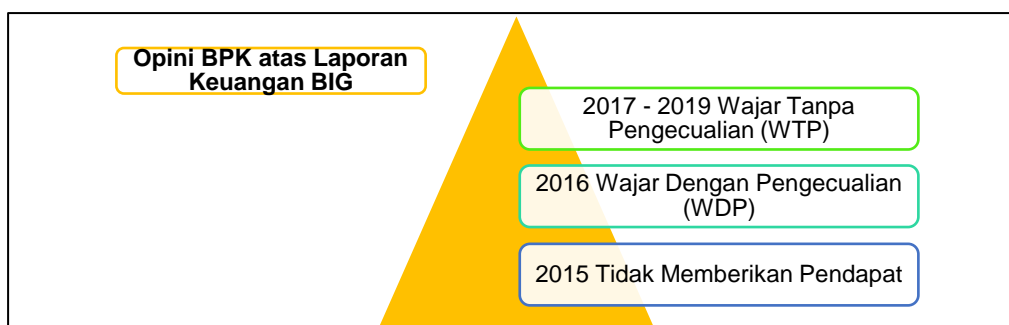 Opini BPK atas Laporan
Keuangan BIG
2017 - 2019 Wajar Tanpa
Pengecualian (WTP)
2016 Wajar Dengan Pengecualian
(WDP)
2015 Tidak Memberikan Pendapat